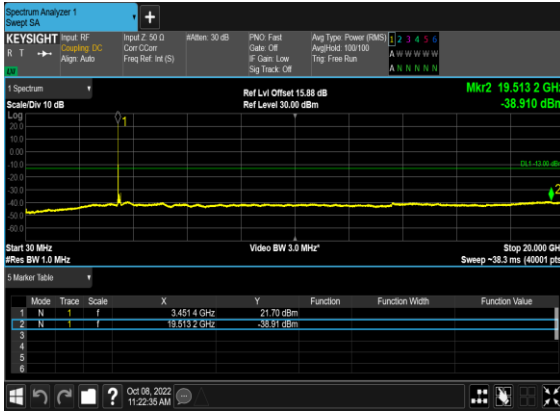 Spectrum Analyzer 1
Swept SA
KEYSIGHT Input: RF Input Z: 50 Ω #Atten: 30 dB PNO: Fast Avg Type: Power (RMS) 1 2 3 4 5 6
R T Coupling: DC Corr CCorr Gate: Off Avg|Hold: 100/100 A W W W W W
Align: Auto Freq Ref: Int (S) IF Gain: Low Trig: Free Run
Sig Track: Off A N N N N N
1 Spectrum Ref Lvl Offset 15.88 dB Mkr2 19.513 2 GHz
Scale/Div 10 dB Ref Level 30.00 dBm -38.910 dBm
Log
20.0
10.0
0.00
-10.0
-20.0
-30.0
-40.0
-50.0
-60.0
1
DL1 -13.00 dBm
2
Start 30 MHz Video BW 3.0 MHz* Stop 20.000 GHz
#Res BW 1.0 MHz Sweep ~38.3 ms (40001 pts)
5 Marker Table
Mode Trace Scale X Y Function Function Width Function Value
1 N 1 f 3.451 4 GHz 21.70 dBm
2 N 1 f 19.513 2 GHz -38.91 dBm
3
4
5
6
Oct 08, 2022
11:22:35 AM